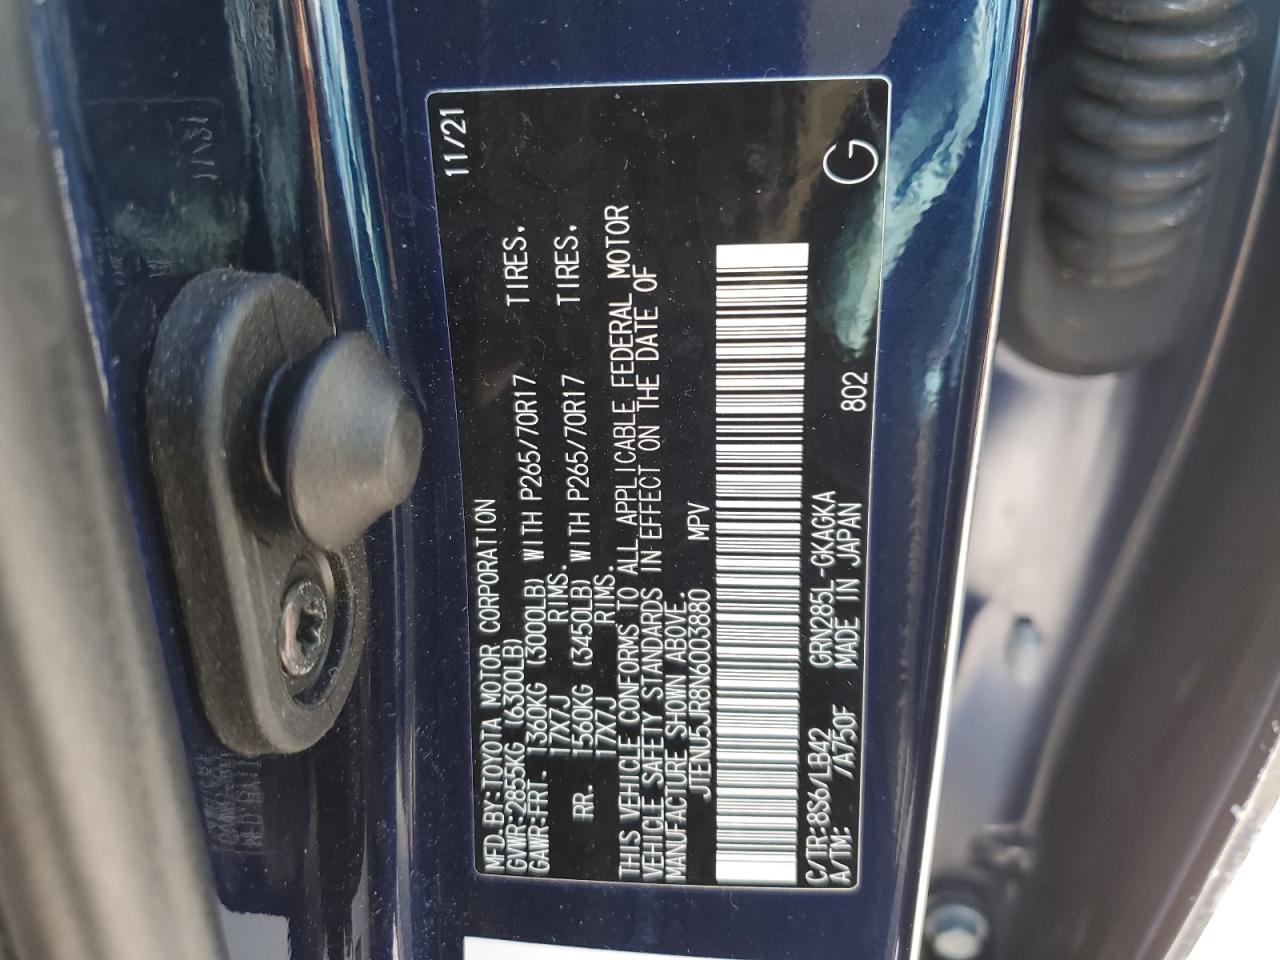 MFD.BY:TOYOTA MOTOR CORPORATION 11/21
GVWR:2855KG (6300LB)
GAWR:FRT. 1360KG (3000LB) WITH P265/70R17 TIRES.
17X7J RIMS.
RR. 1560KG (3450LB) WITH P265/70R17 TIRES.
17X7J RIMS.
THIS VEHICLE CONFORMS TO ALL APPLICABLE FEDERAL MOTOR
VEHICLE SAFETY STANDARDS IN EFFECT ON THE DATE OF
MANUFACTURE SHOWN ABOVE.
JTENU5JR8N6003880 MPV
C/TR:8S6/LB42 GRN285L-GKAGKA
A/TM: /A750F MADE IN JAPAN 802
G